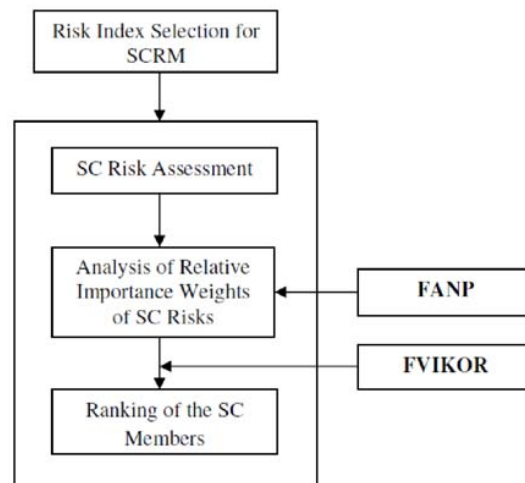 Risk Index Selection for
SCRM
SC Risk Assessment
Analysis of Relative
Importance Weights
of SC Risks
FANP
FVIKOR
Ranking of the SC
Members